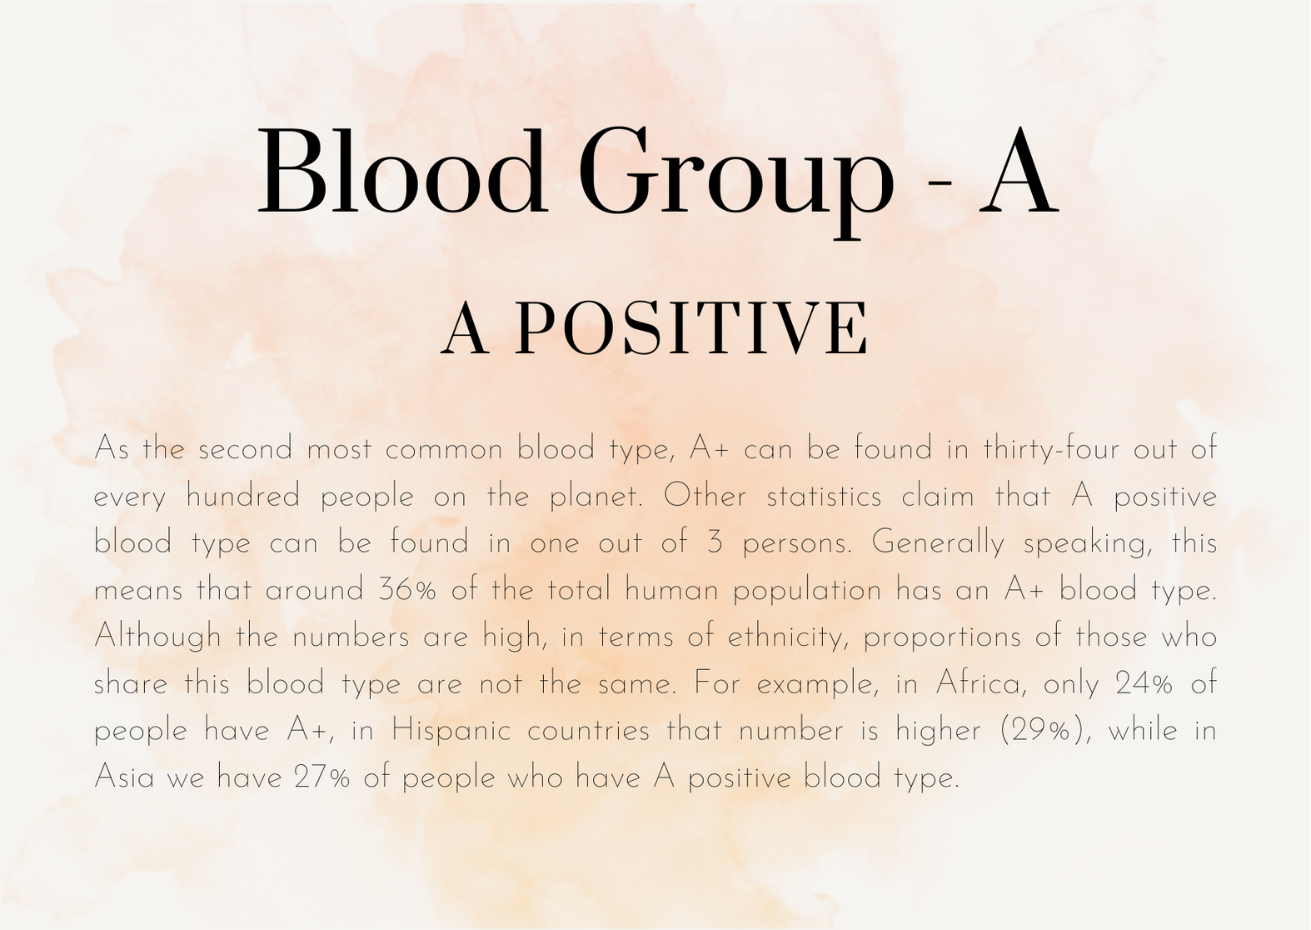 Blood Group - A
A POSITIVE
As the second most common blood type, A+ can be found in thirty-four out of
every hundred people on the planet. Other statistics claim that A positive
blood type can be found in one out of 3 persons. Generally speaking, this
means that around 36% of the total human population has an A+ blood type.
Although the numbers are high, in terms of ethnicity, proportions of those who
share this blood type are not the same. For example, in Africa, only 24% of
people have A+, in Hispanic countries that number is higher (29%), while in
Asia we have 27% of people who have A positive blood type.